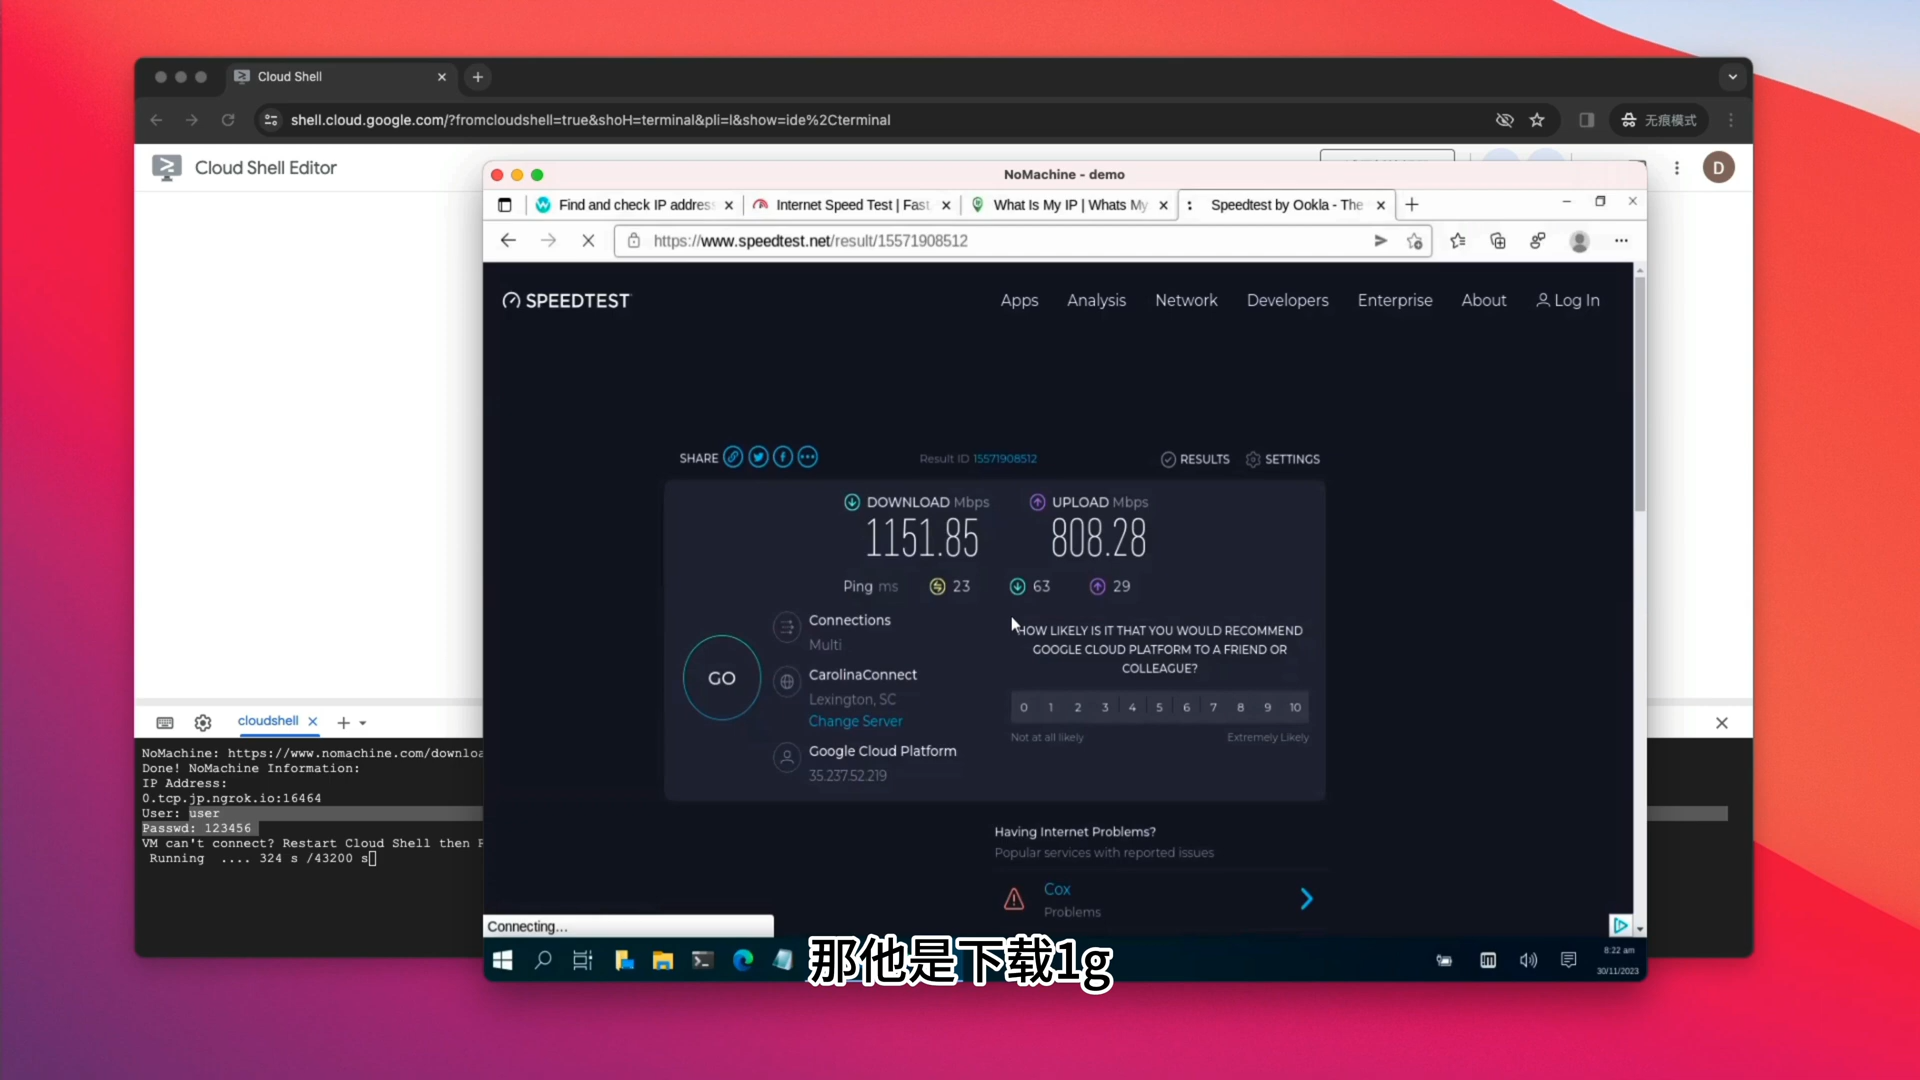 Cloud Shell
shell.cloud.google.com/?fromcloudshell=true&shoH=terminal&pli=l&show=ide%2Cterminal
无痕模式
Cloud Shell Editor
D
NoMachine - demo
Find and check IP addres
Internet Speed Test | Fast
What Is My IP | Whats My
Speedtest by Ookla - The
https://www.speedtest.net/result/15571908512
SPEEDTEST
Apps
Analysis
Network
Developers
Enterprise
About
Log In
SHARE
Result ID 15571908512
RESULTS
SETTINGS
DOWNLOAD Mbps
UPLOAD Mbps
1151.85
808.28
Ping ms
23
63
29
Connections
Multi
GO
CarolinaConnect
Lexington, SC
Change Server
Google Cloud Platform
35.237.52.219
HOW LIKELY IS IT THAT YOU WOULD RECOMMEND
GOOGLE CLOUD PLATFORM TO A FRIEND OR
COLLEAGUE?
0 1 2 3 4 5 6 7 8 9 10
Not at all likely
Extremely Likely
Having Internet Problems?
Popular services with reported issues
Cox
Problems
cloudshell
NoMachine: https://www.nomachine.com/downloa
Done! NoMachine Information:
IP Address:
0.tcp.jp.ngrok.io:16464
User: user
Passwd: 123456
VM can't connect? Restart Cloud Shell then R
Running .... 324 s /43200 s
Connecting...
那他是下载1g
8:22 am
30/11/2023